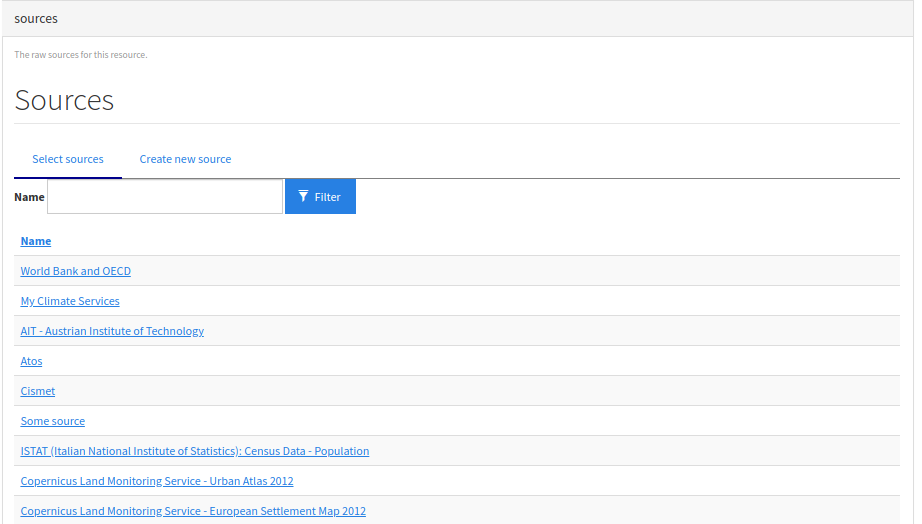 sources
The raw sources for this resource.
Sources
Select sources Create new source
Name Filter
Name
World Bank and OECD
My Climate Services
AIT - Austrian Institute of Technology
Atos
Cismet
Some source
ISTAT (Italian National Institute of Statistics): Census Data - Population
Copernicus Land Monitoring Service - Urban Atlas 2012
Copernicus Land Monitoring Service - European Settlement Map 2012